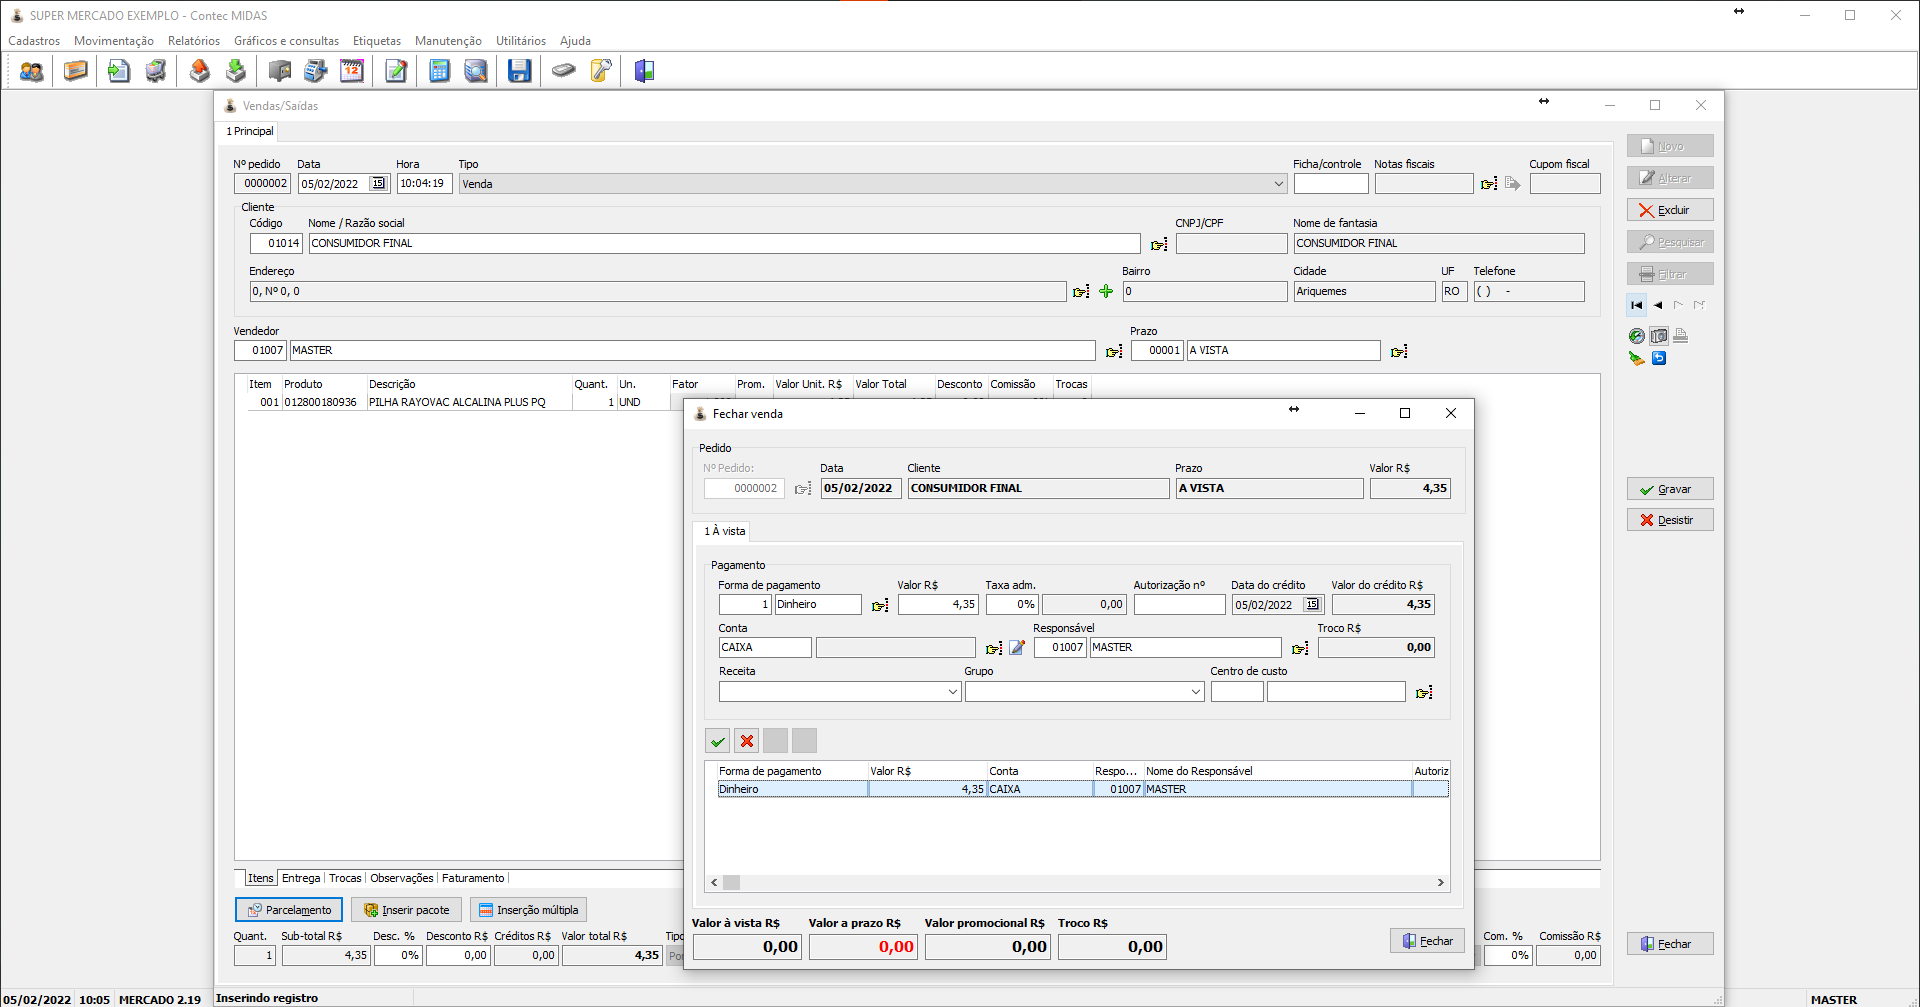 SUPER MERCADO EXEMPLO - Contec MIDAS
Cadastros Movimentação Relatórios Gráficos e consultas Etiquetas Manutenção Utilitários Ajuda
Vendas/Saídas
1 Principal
Nº pedido Data Hora Tipo Ficha/controle Notas fiscais Cupom fiscal
0000002 05/02/2022 15 10:04:19 Venda
Cliente
Código Nome / Razão social CNPJ/CPF Nome de fantasia
01014 CONSUMIDOR FINAL CONSUMIDOR FINAL
Endereço Bairro Cidade UF Telefone
0, Nº 0, 0 0 Ariquemes RO ( ) -
Vendedor Prazo
01007 MASTER 00001 A VISTA
Item Produto Descrição Quant. Un. Fator Prom. Valor Unit. R$ Valor Total Desconto Comissão Trocas
001 012800180936 PILHA RAYOVAC ALCALINA PLUS PQ 1 UND
Novo
Alterar
Excluir
Pesquisar
Filtrar
Gravar
Desistir
Fechar venda
Pedido
Nº Pedido: Data Cliente Prazo Valor R$
0000002 05/02/2022 CONSUMIDOR FINAL A VISTA 4,35
1 À vista
Pagamento
Forma de pagamento Valor R$ Taxa adm. Autorização nº Data do crédito Valor do crédito R$
1 Dinheiro 4,35 0% 0,00 05/02/2022 15 4,35
Conta Responsável Troco R$
CAIXA 01007 MASTER 0,00
Receita Grupo Centro de custo
Forma de pagamento Valor R$ Conta Respo... Nome do Responsável Autoriz
Dinheiro 4,35 CAIXA 01007 MASTER
Valor à vista R$ Valor a prazo R$ Valor promocional R$ Troco R$
0,00 0,00 0,00 0,00
Fechar
Itens Entrega Trocas Observações Faturamento
Parcelamento Inserir pacote Inserção múltipla
Quant. Sub-total R$ Desc. % Desconto R$ Créditos R$ Valor total R$ Tipo Com. % Comissão R$
1 4,35 0% 0,00 0,00 4,35 0% 0,00
Fechar
Inserindo registro
05/02/2022 10:05 MERCADO 2.19 MASTER